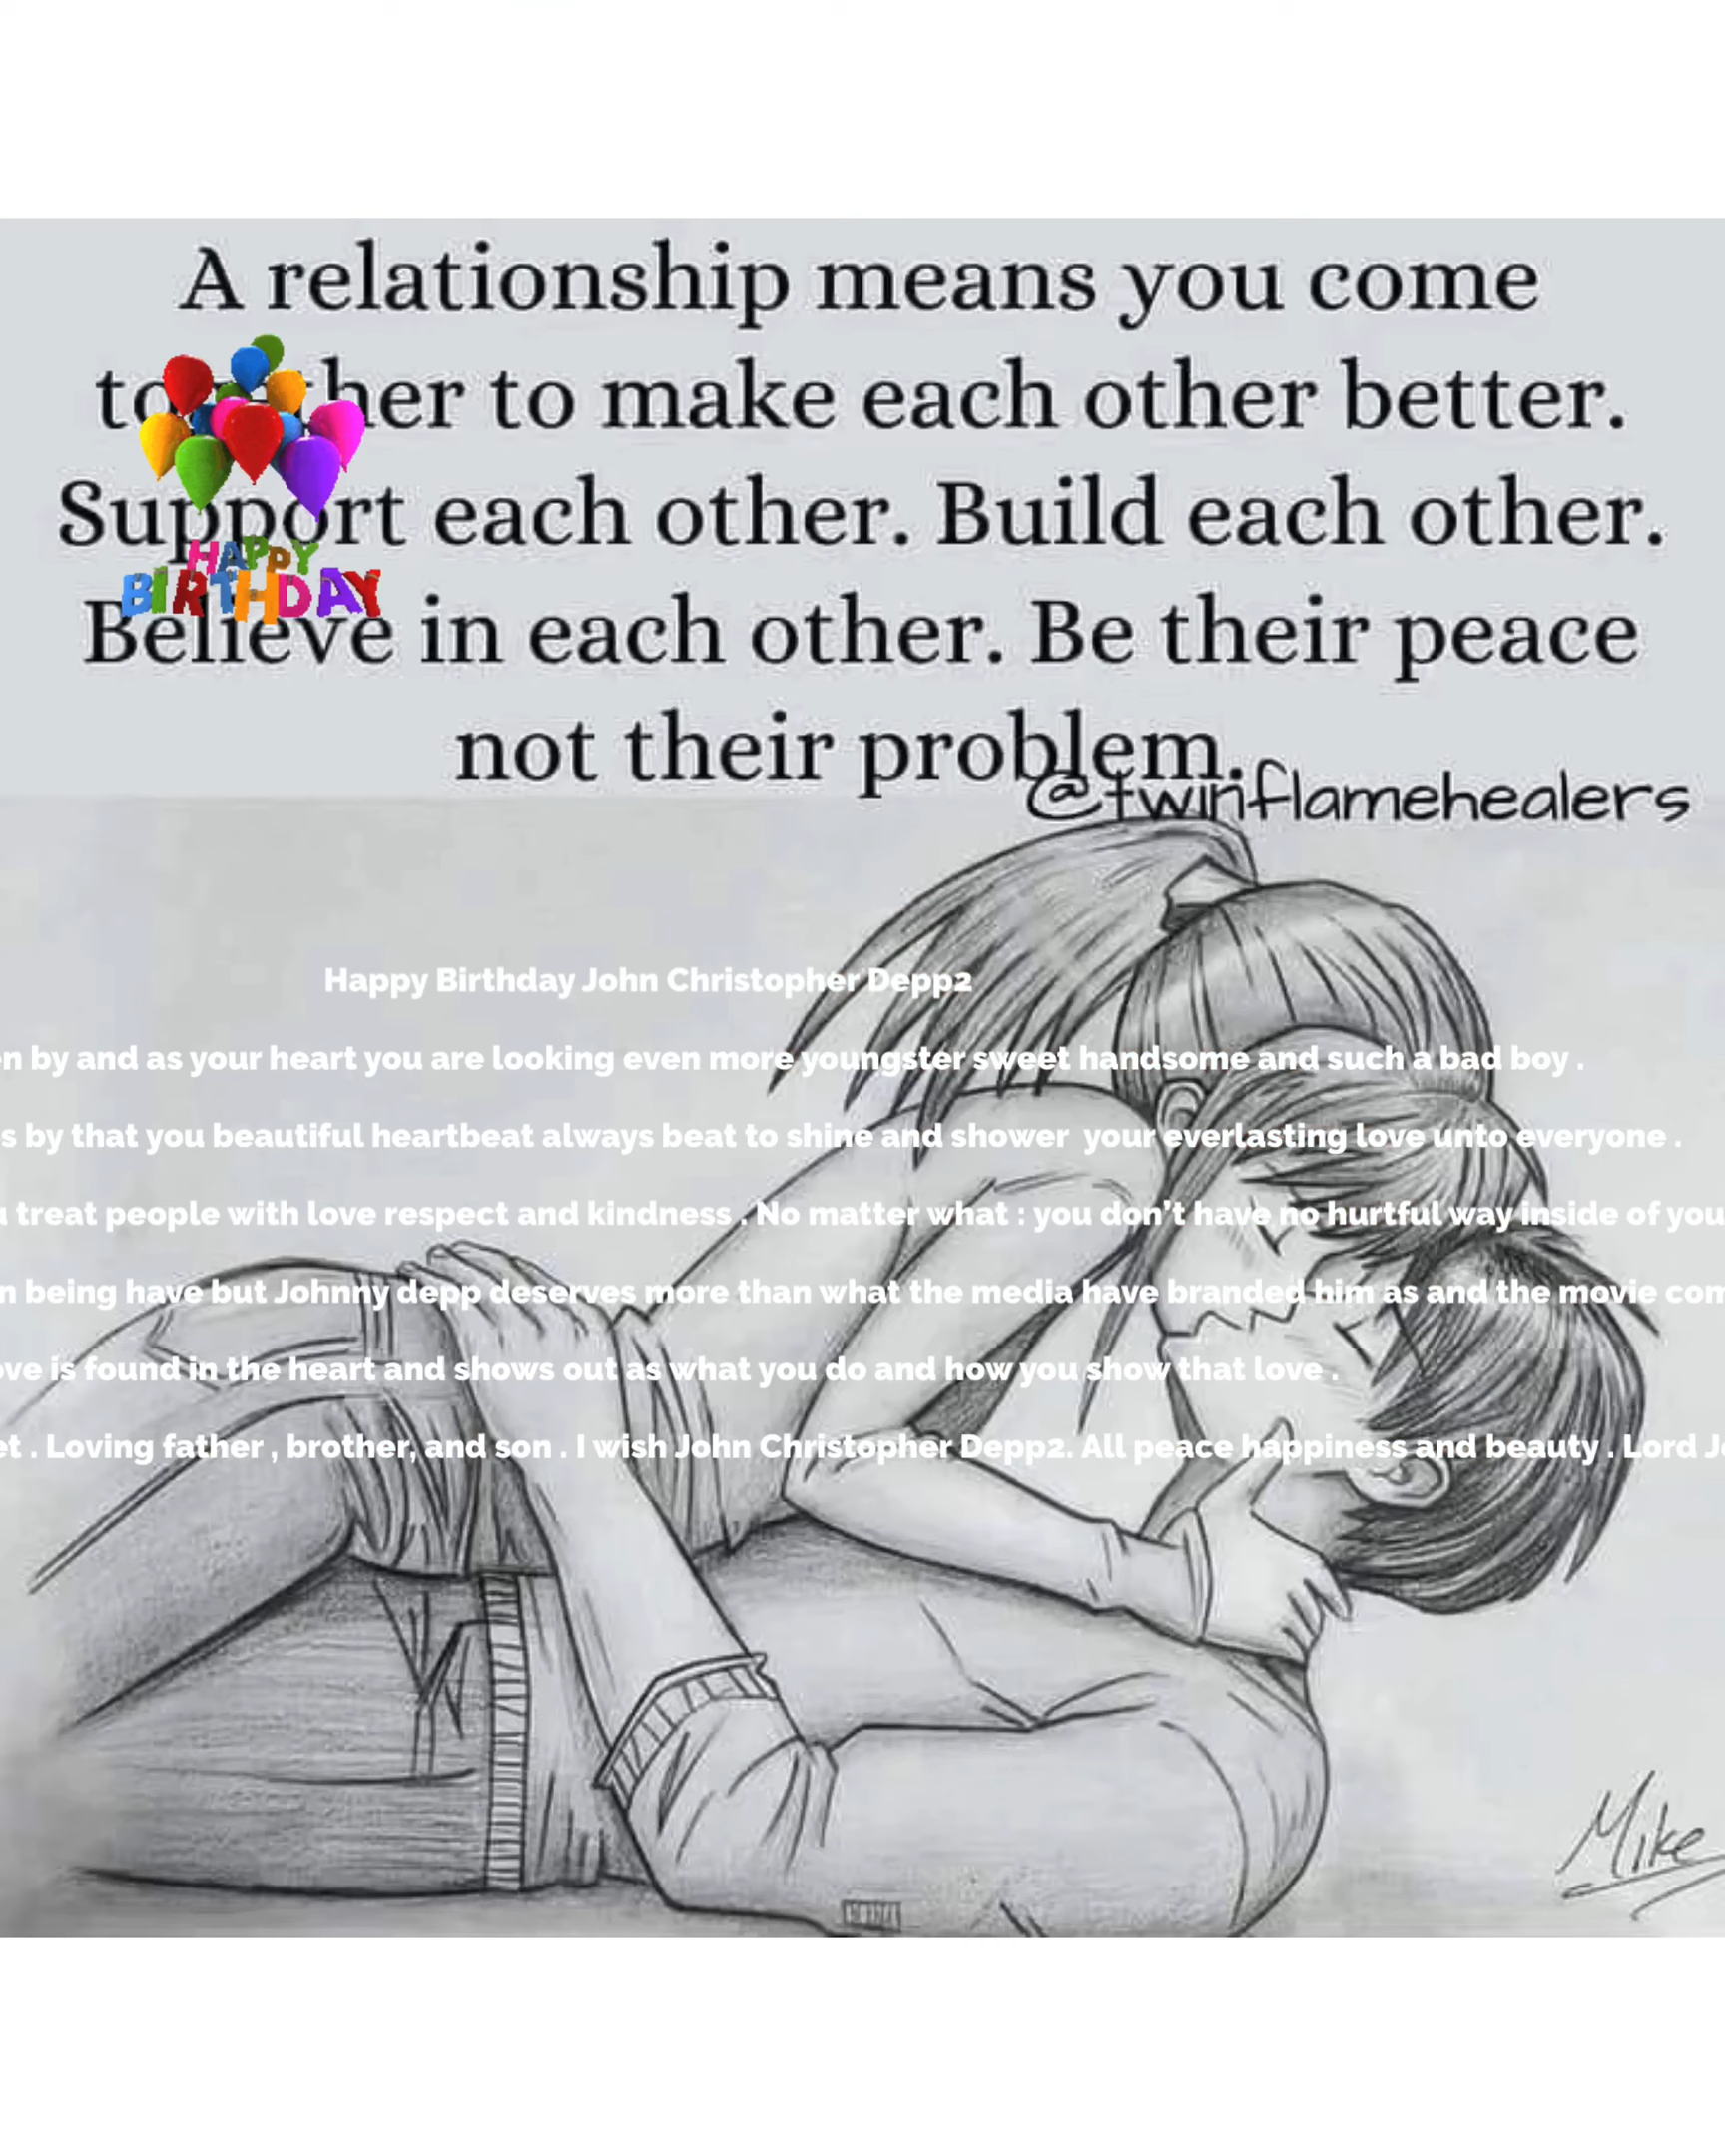 A relationship means you come
to her to make each other better.
Support each other. Build each other.
HAPPY
BIRTHDAY
Believe in each other. Be their peace
not their problem.
@twinflamehealers
Happy Birthday John Christopher Depp2
by and as your heart you are looking even more youngster sweet handsome and such a bad boy .
by that you beautiful heartbeat always beat to shine and shower your everlasting love unto everyone .
treat people with love respect and kindness . No matter what : you don't have no hurtful way inside of you
being have but Johnny depp deserves more than what the media have branded him as and the movie
is found in the heart and shows out as what you do and how you show that love .
. Loving father , brother, and son . I wish John Christopher Depp2. All peace happiness and beauty . Lord
Mike